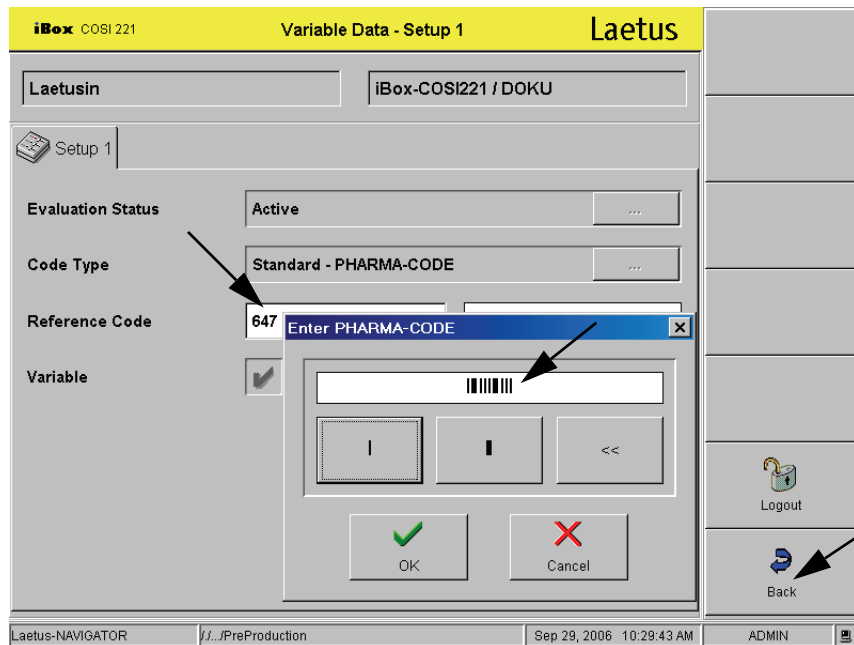 iBox COSI 221 Variable Data - Setup 1 Laetus
Laetusin iBox-COSI221 / DOKU
Setup 1
Evaluation Status Active ...
Code Type Standard - PHARMA-CODE ...
Reference Code 647
Enter PHARMA-CODE
Variable
<<
OK Cancel
Logout
Back
Laetus-NAVIGATOR /./.../PreProduction Sep 29, 2006 10:29:43 AM ADMIN